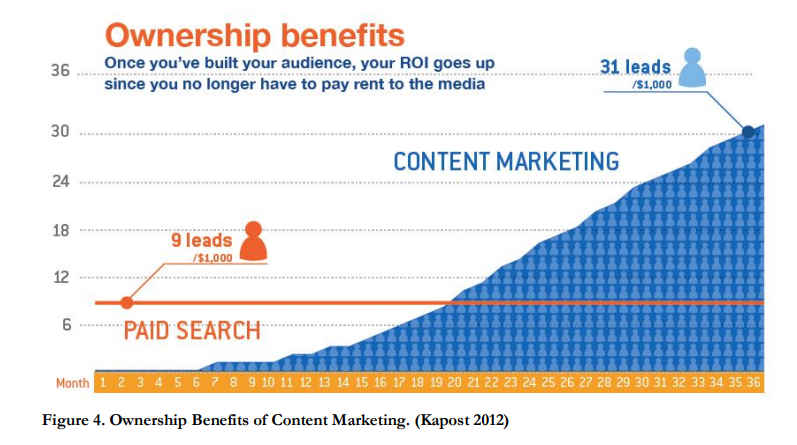 Ownership benefits
Once you've built your audience, your ROI goes up
since you no longer have to pay rent to the media
36
31 leads
/$1,000
30
CONTENT MARKETING
24
18
9 leads
/$1,000
12
6
PAID SEARCH
Month 1 2 3 4 5 6 7 8 9 10 11 12 13 14 15 16 17 18 19 20 21 22 23 24 25 26 27 28 29 30 31 32 33 34 35 36
Figure 4. Ownership Benefits of Content Marketing. (Kapost 2012)